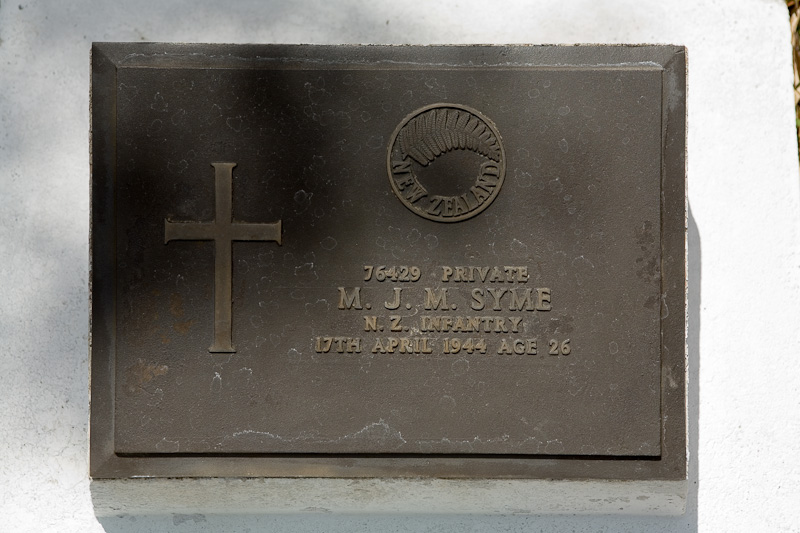 NEW ZEALAND
76429 PRIVATE
M. J. M. SYME
N. Z. INFANTRY
17TH APRIL 1944 AGE 26